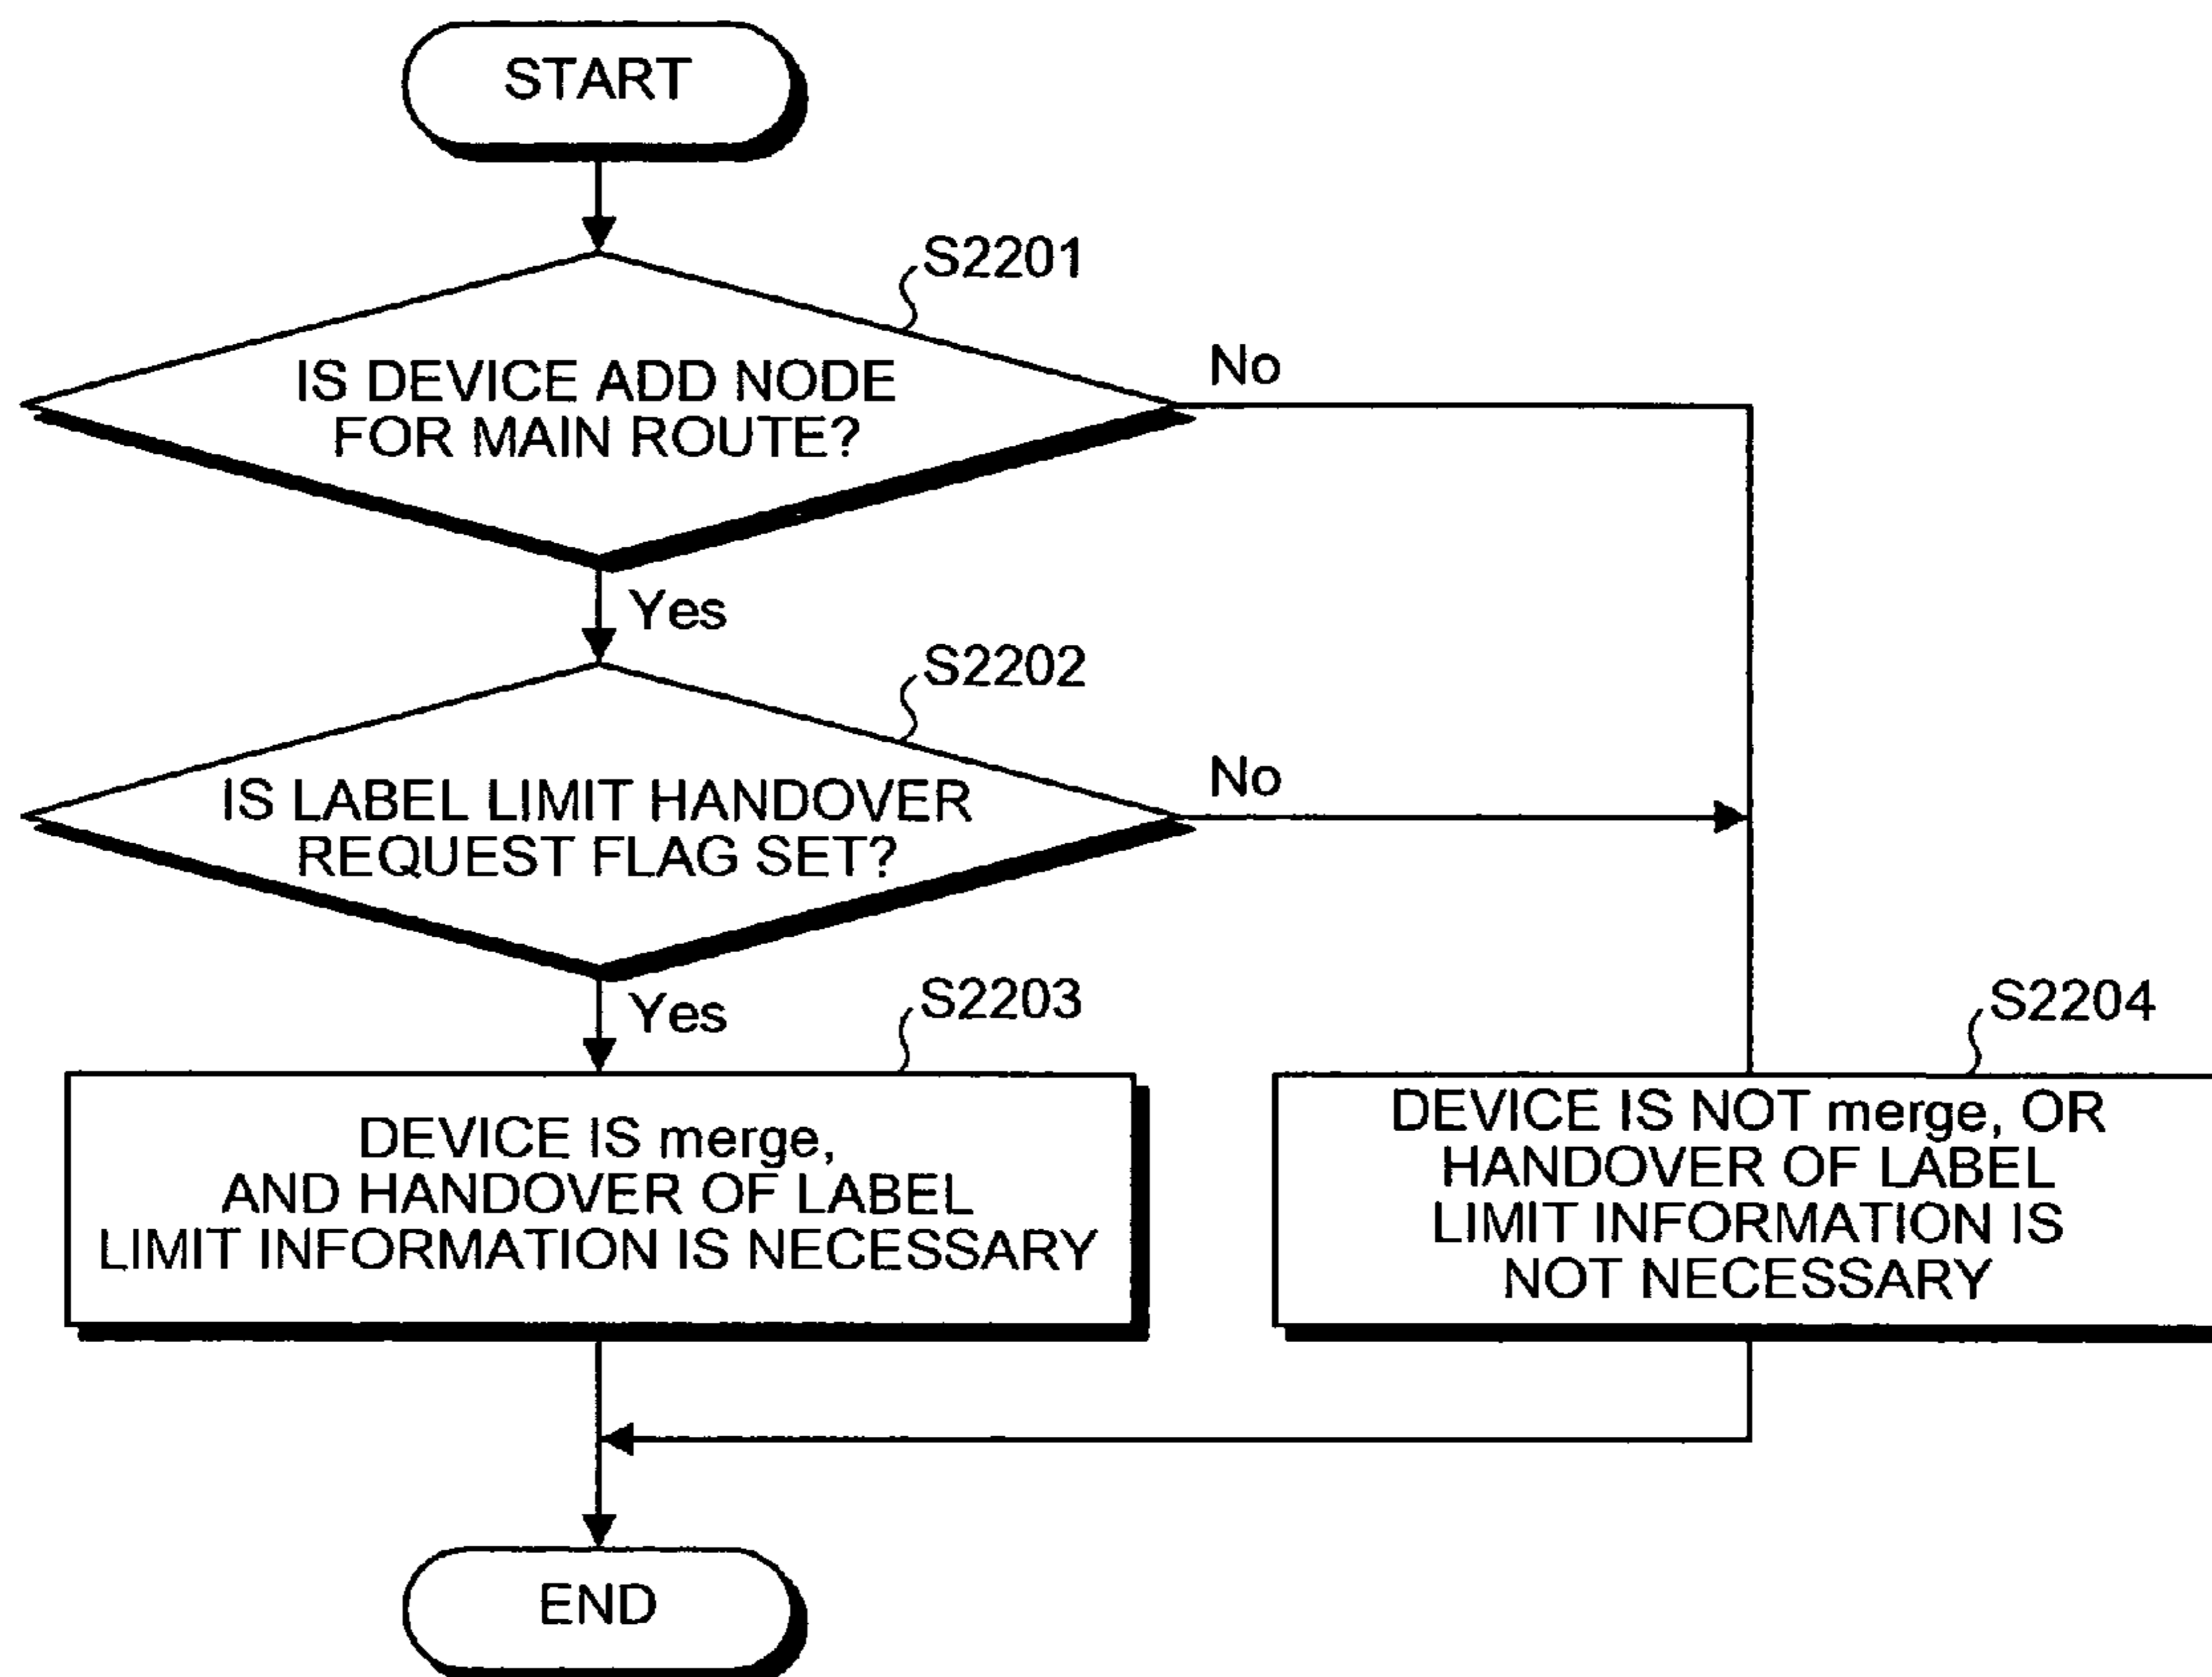 START
S2201
IS DEVICE ADD NODE
FOR MAIN ROUTE?
No
Yes
S2202
IS LABEL LIMIT HANDOVER
REQUEST FLAG SET?
No
Yes
S2203
DEVICE IS merge,
AND HANDOVER OF LABEL
LIMIT INFORMATION IS NECESSARY
S2204
DEVICE IS NOT merge, OR
HANDOVER OF LABEL
LIMIT INFORMATION IS
NOT NECESSARY
END